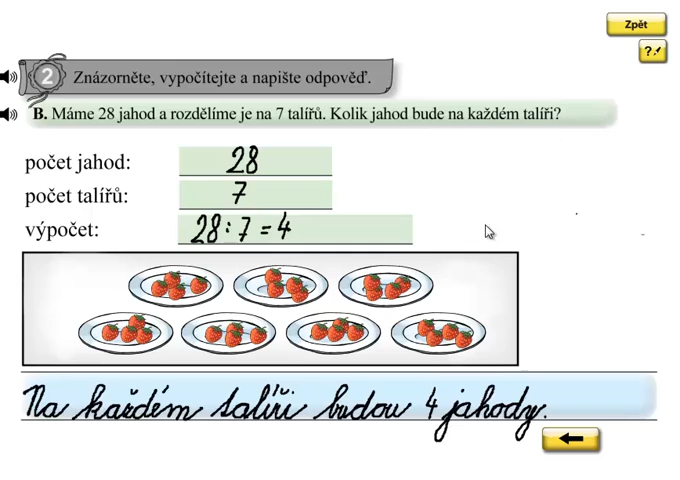 Zpět
?✓
2 Znázorněte, vypočítejte a napište odpověď.
B. Máme 28 jahod a rozdělíme je na 7 talířů. Kolik jahod bude na každém talíři?
počet jahod: 28
počet talířů: 7
výpočet: 28 : 7 = 4
Na každém talíři budou 4 jahody.